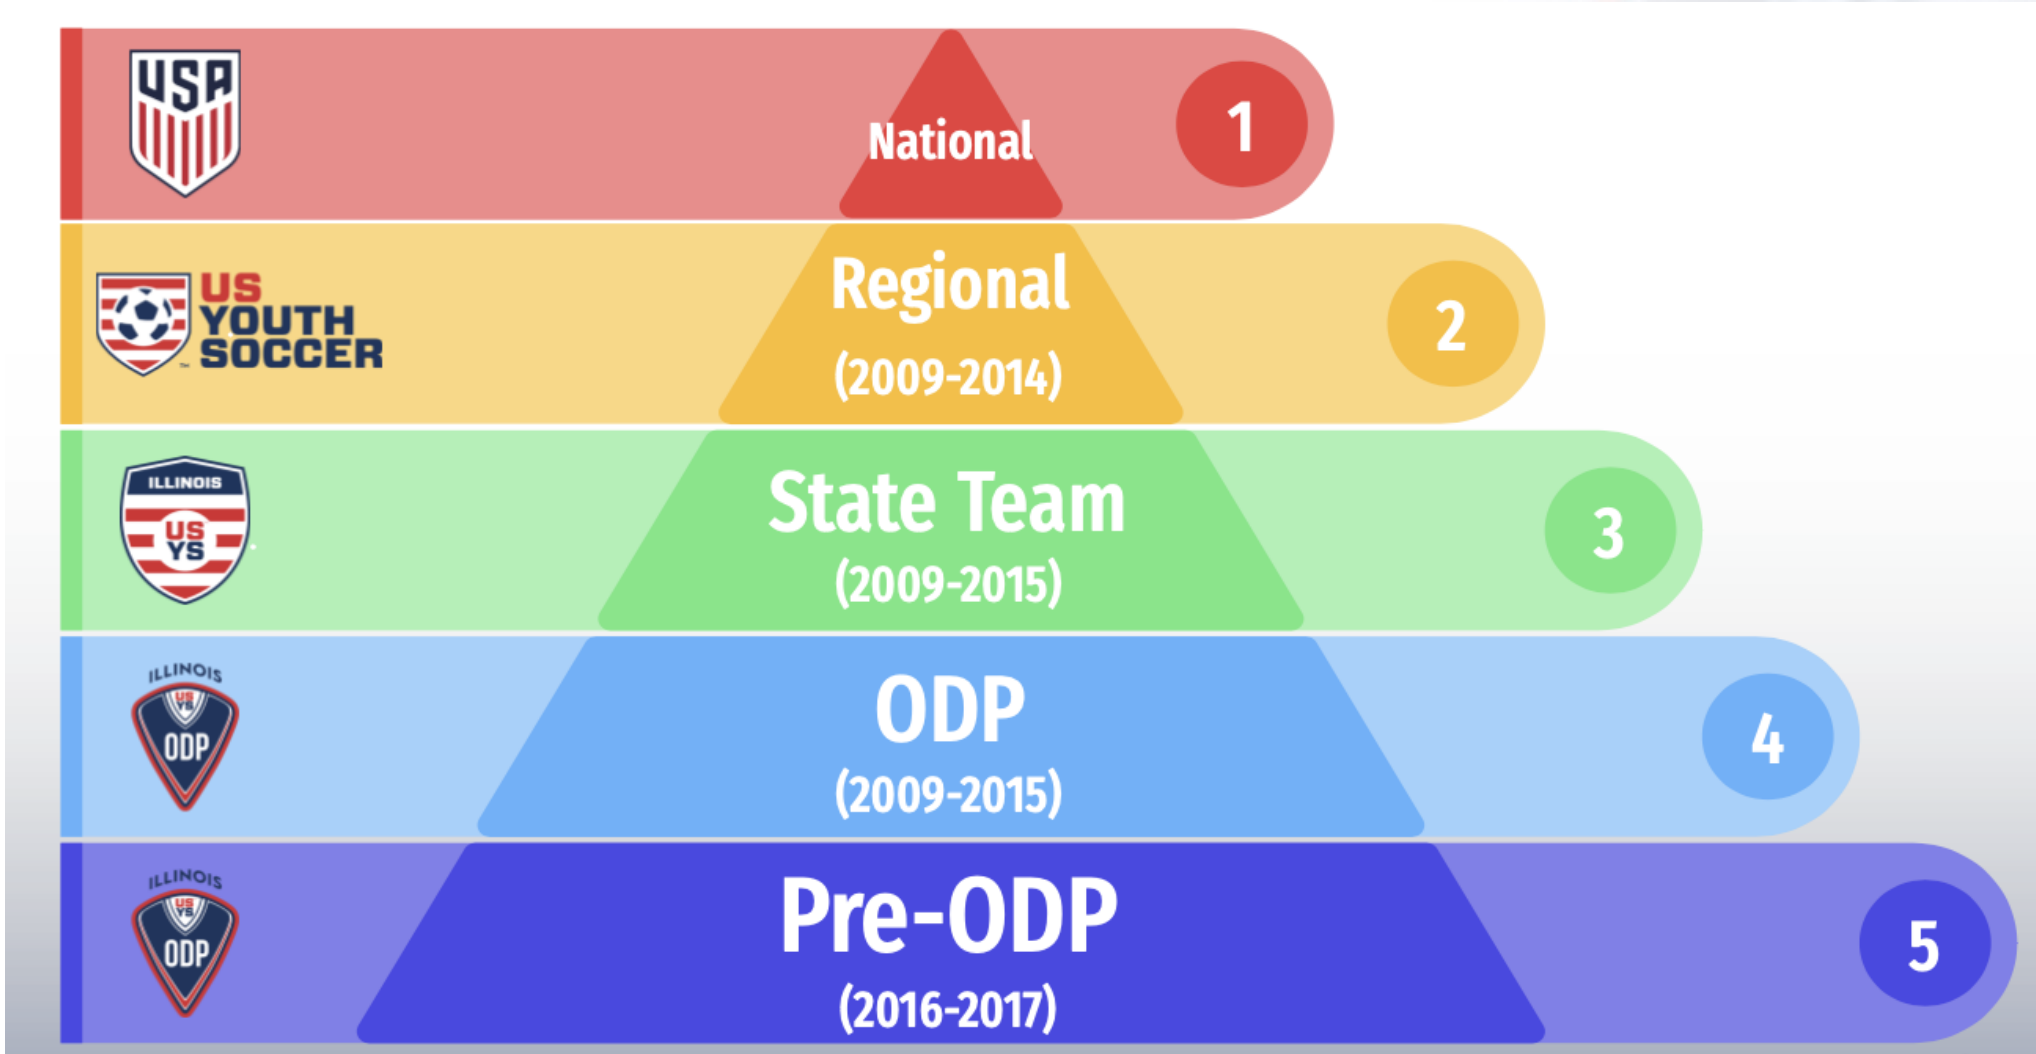 USA
National
1
US
YOUTH
SOCCER
™
Regional
(2009-2014)
2
ILLINOIS
US
YS
State Team
(2009-2015)
3
ILLINOIS
US
YS
ODP
ODP
(2009-2015)
4
ILLINOIS
US
YS
ODP
Pre-ODP
(2016-2017)
5